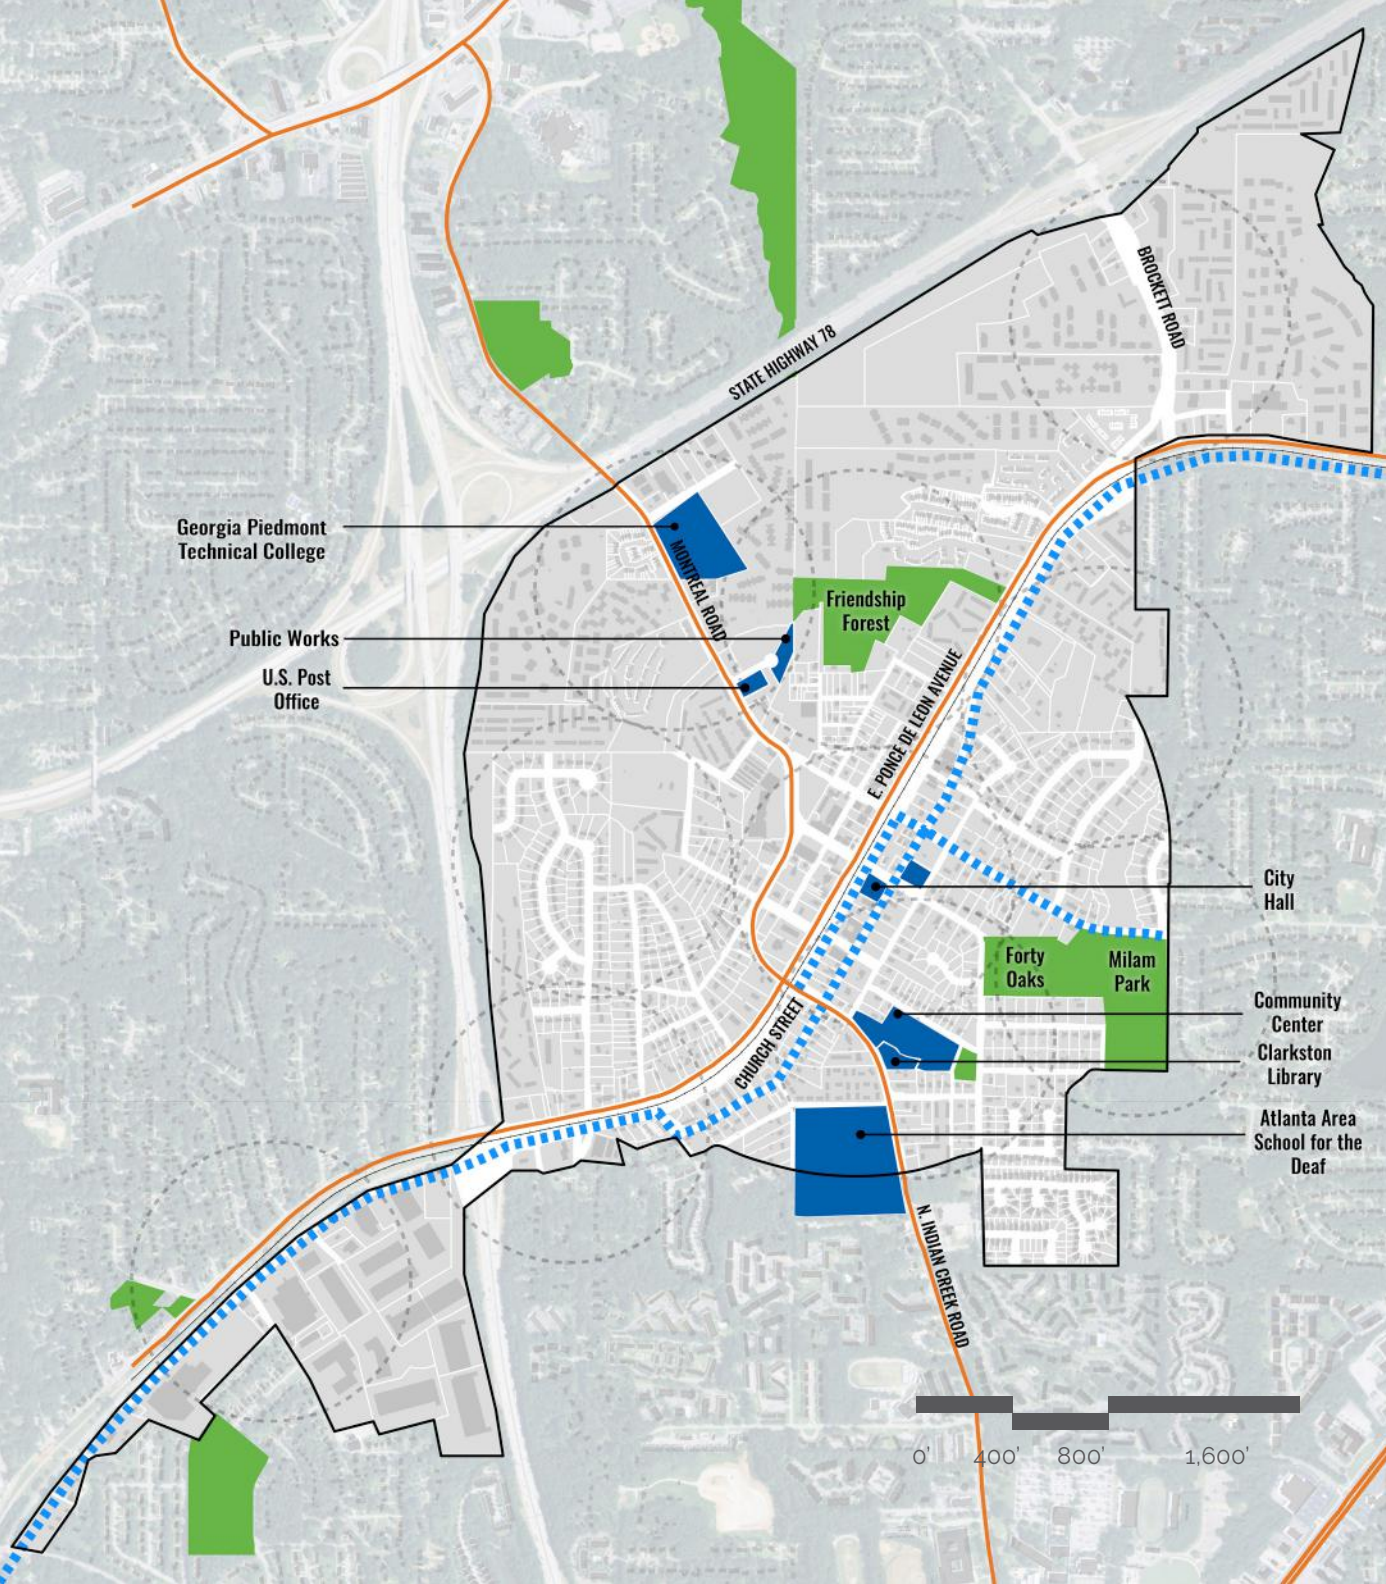 BROCKETT ROAD
STATE HIGHWAY 78
Georgia Piedmont
Technical College
MONTREAL ROAD
Friendship
Forest
Public Works
U.S. Post
Office
E. PONCE DE LEON AVENUE
City
Hall
Forty
Oaks
Milam
Park
Community
Center
CHURCH STREET
Clarkston
Library
Atlanta Area
School for the
Deaf
N. INDIAN CREEK ROAD
0' 400' 800' 1,600'